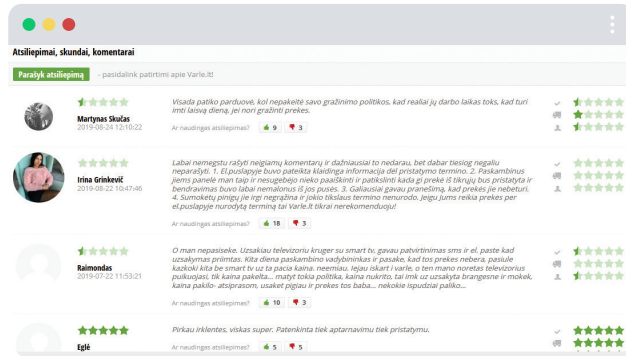 Atsiliepimai, skundai, komentarai
Parašyk atsiliepimą - pasidalink patirtimi apie Varle.lt!
Martynas Skučas
2019-08-24 12:10:22
Visada patiko parduovė, kol nepakeitė savo gražinimo politikos, kad realiai jų darbo laikas toks, kad turi
imti laisvą dieną, jei nori gražinti prekes.
Ar naudingas atsiliepimas? 9 3
Irina Grinkevič
2019-08-22 10:47:46
Labai nemegstu rašyti neigiamų komentarų ir dažniausiai to nedarau, bet dabar tiesiog negaliu
neparašyti. 1. El.puslapyje buvo pateikta klaidinga informacija dėl pristatymo termino. 2. Paskambinus
jiems panelė man taip ir nesugebėjo nieko paaiškinti ir patikslinti kada gi prekė iš tikrųjų bus pristatyta ir
bendravimas buvo labai nemalonus iš jos pusės. 3. Galiausiai gavau pranešimą, kad prekės jie nebeturi.
4. Sumokėtų pinigų jie irgi negrąžina ir jokio tikslaus termino nenurodo. Jeigu Jums reikia prekės per
el.puslapyje nurodytą terminą tai Varle.lt tikrai nerekomenduoju!
Ar naudingas atsiliepimas? 18 3
Raimondas
2019-07-22 11:53:21
O man nepasiseke. Uzsakiau televizoriu kruger su smart tv, gavau patvirtinimas sms ir el. paste kad
uzsakymas priimtas. Kita diena paskambino vadybininkas ir pasake, kad tos prekes nebera, pasiule
kazkoki kita be smart tv uz ta pacia kaina. neemiau. Iejau iskart i varle, o ten mano noretas televizorius
pulkuojasi, tik kaina pakelta... matyt tokia politika, kaina nukrito, tai imk uz uzsakyta brangesne ir mokek,
kaina pakilo- atsiprasom, usaket pigiau ir prekes tos baba... nekokie ispudziai paliko...
Ar naudingas atsiliepimas? 10 3
Eglė
Pirkau irklentes, viskas super. Patenkinta tiek aptarnavimu tiek pristatymu.
Ar naudingas atsiliepimas? 5 5